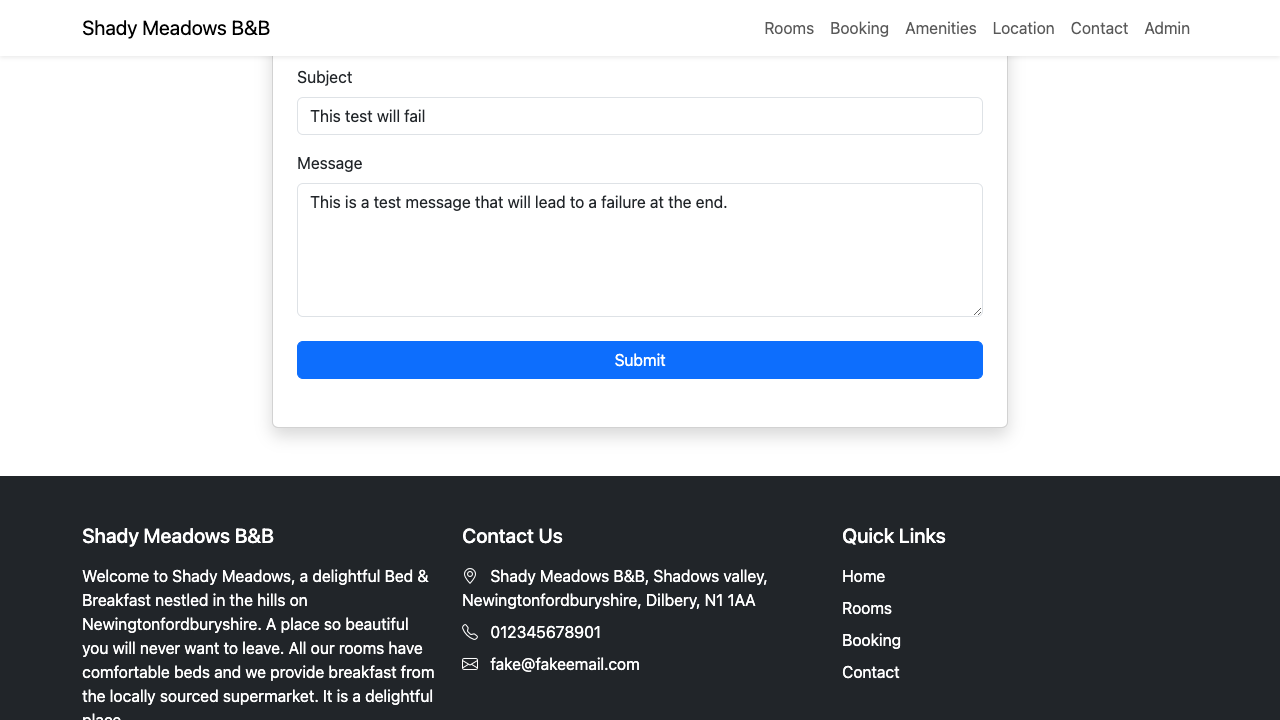 Shady Meadows B&B
Rooms Booking Amenities Location Contact Admin
Subject
This test will fail
Message
This is a test message that will lead to a failure at the end.
Submit
Shady Meadows B&B
Welcome to Shady Meadows, a delightful Bed &
Breakfast nestled in the hills on
Newingtonfordburyshire. A place so beautiful
you will never want to leave. All our rooms have
comfortable beds and we provide breakfast from
the locally sourced supermarket. It is a delightful
place.
Contact Us
Shady Meadows B&B, Shadows valley,
Newingtonfordburyshire, Dilbery, N1 1AA
012345678901
fake@fakeemail.com
Quick Links
Home
Rooms
Booking
Contact